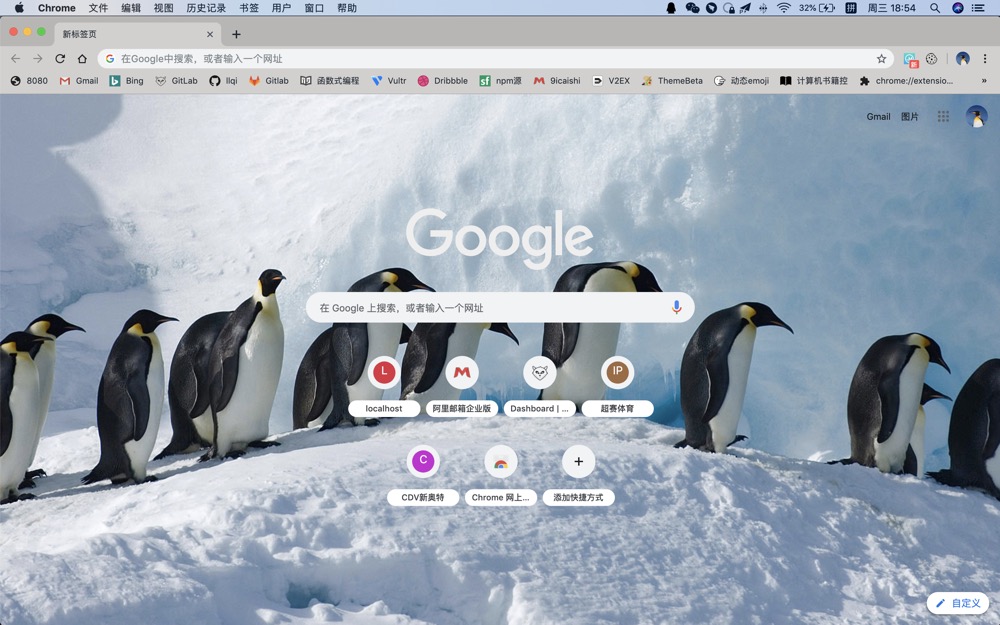 Chrome 文件 编辑 视图 历史记录 书签 用户 窗口 帮助 32% 拼 周三 18:54
新标签页
在Google中搜索，或者输入一个网址
8080 Gmail Bing GitLab llqi Gitlab 函数式编程 Vultr Dribbble sf npm源 9icaishi V2EX ThemeBeta 动态emoji 计算机书籍控 chrome://extensio... »
Gmail 图片
Google
在 Google 上搜索，或者输入一个网址
L IP
localhost 阿里邮箱企业版 Dashboard | ... 超赛体育
C
CDV新奥特 Chrome 网上... 添加快捷方式
自定义